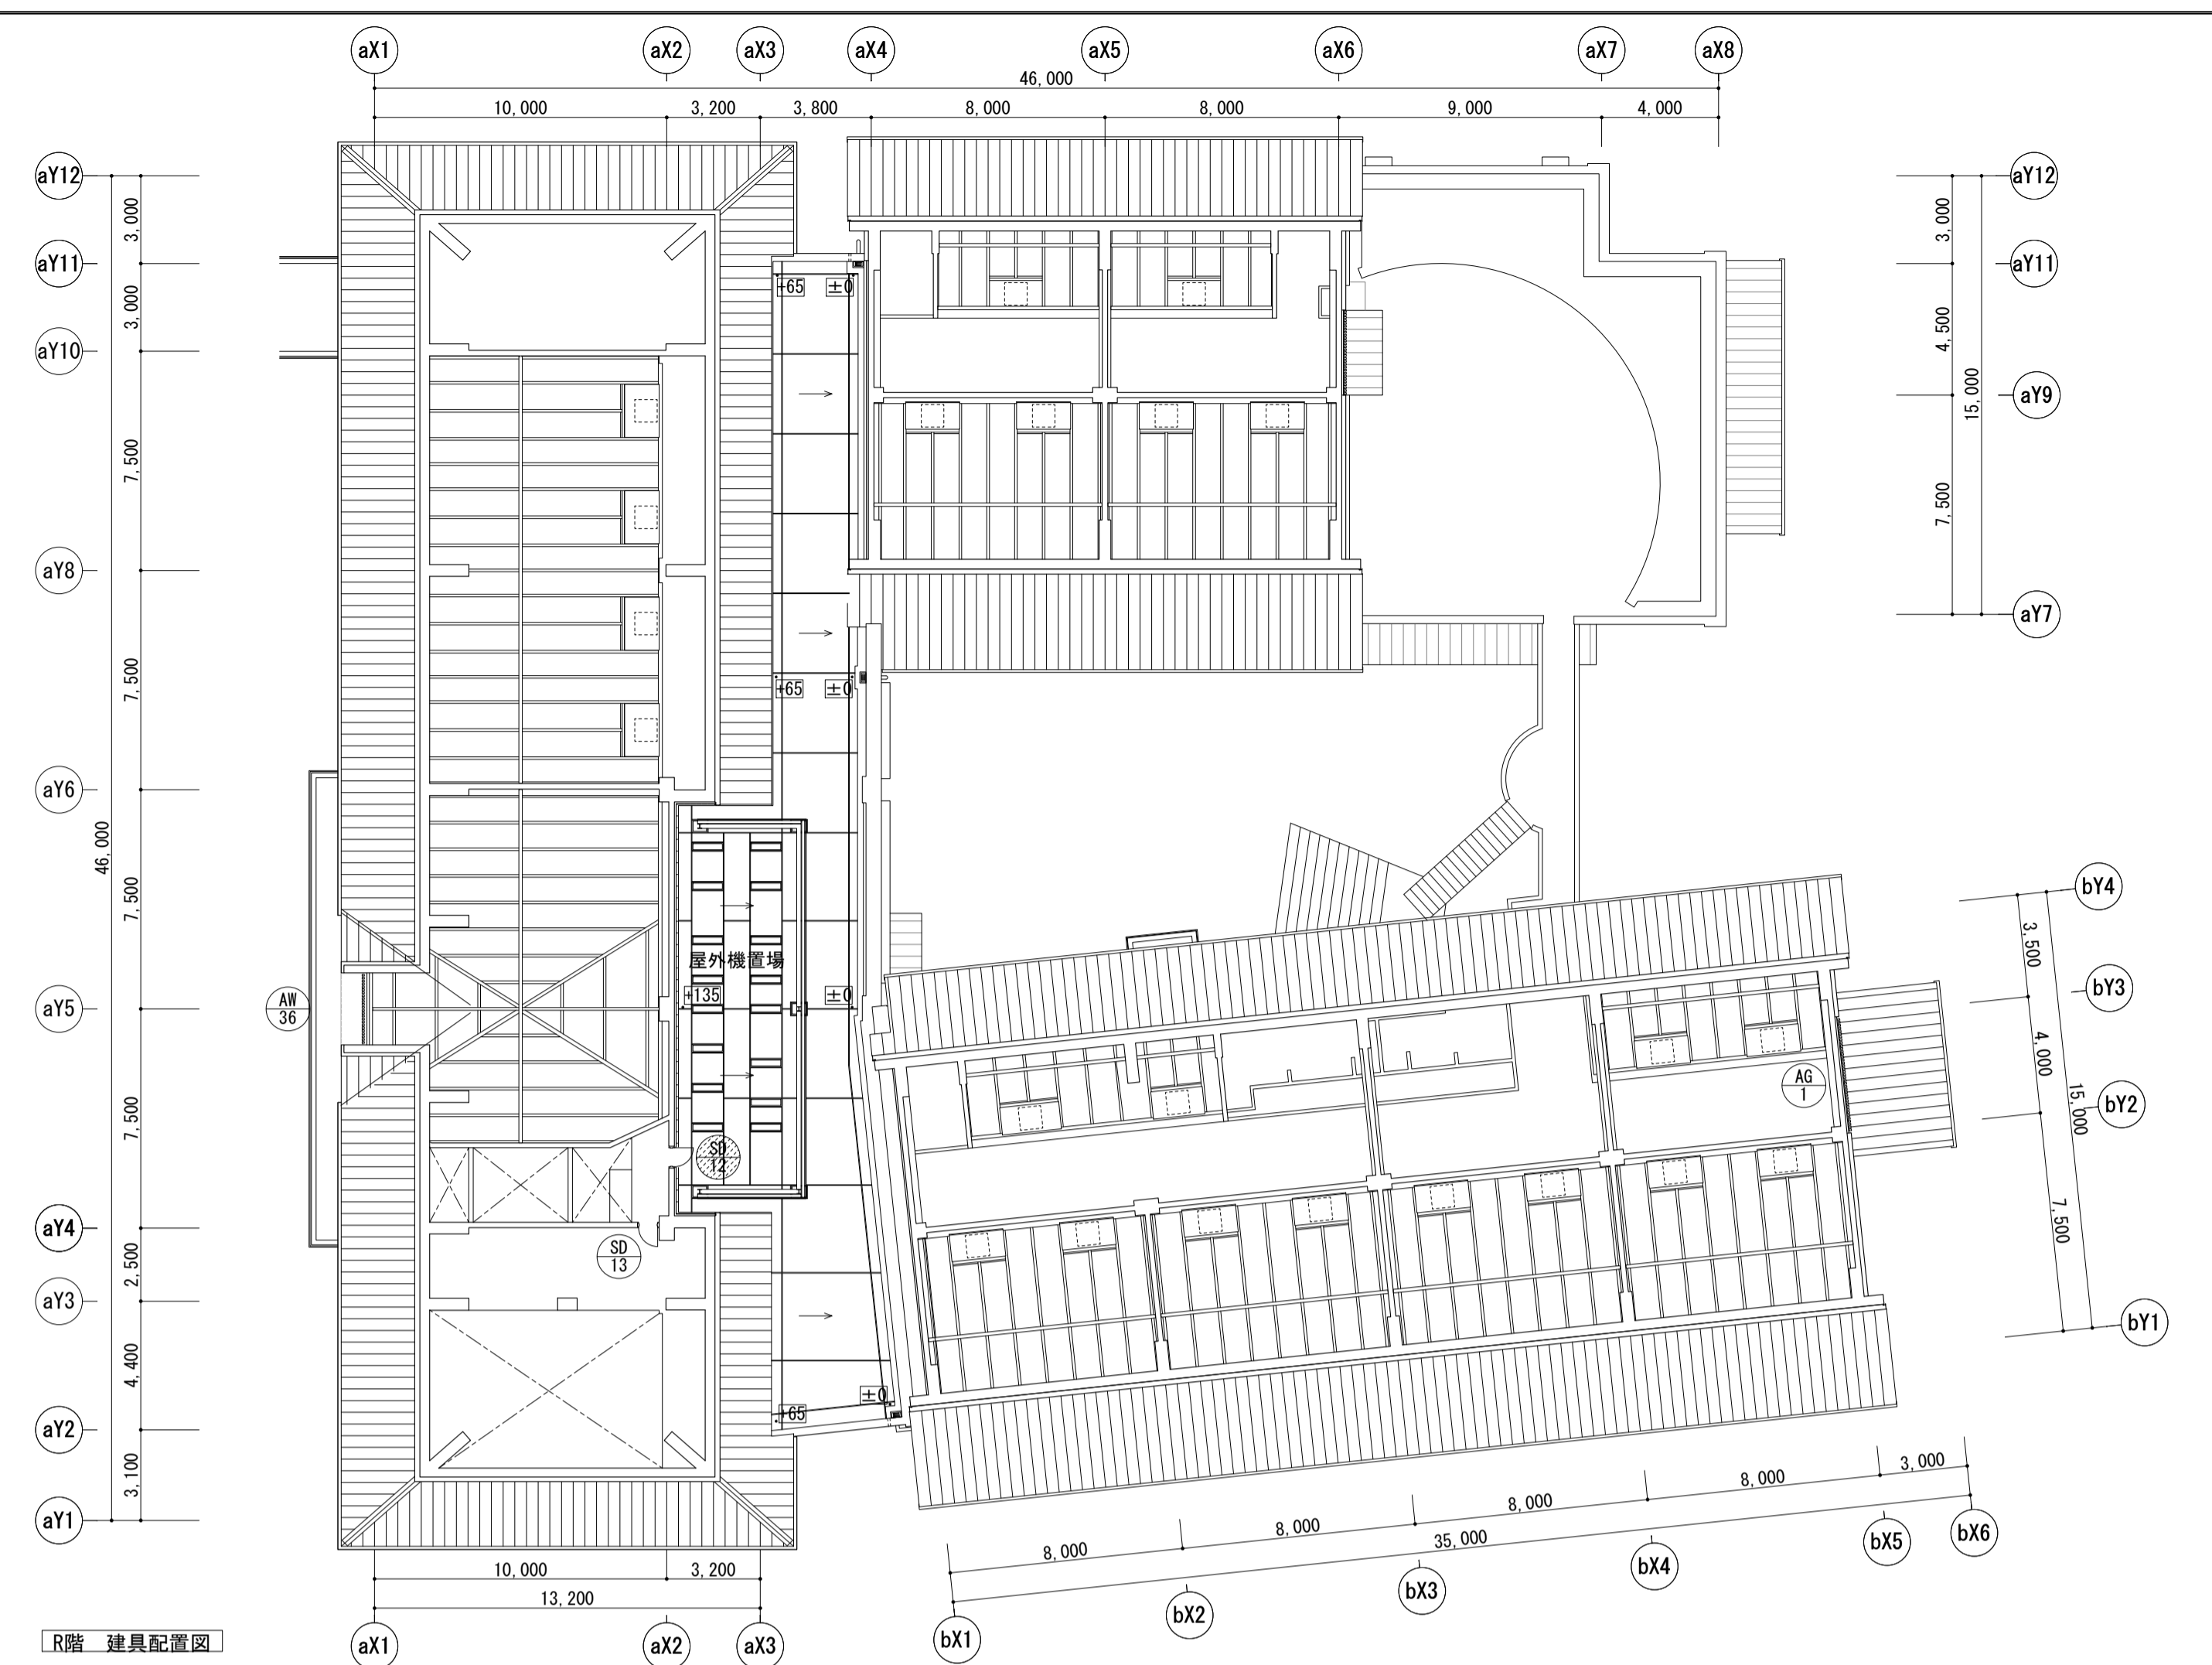 aX1 aX2 aX3 aX4 aX5 aX6 aX7 aX8
46,000
10,000 3,200 3,800 8,000 8,000 9,000 4,000
aY12
aY11
aY10
aY8
aY6
aY5
aY4
aY3
aY2
aY1
46,000
3,000
3,000
7,500
7,500
7,500
7,500
2,500
4,400
3,100
aY12
aY11
aY9
aY7
3,000
4,500
7,500
15,000
+65 ±0
+65 ±0
屋外機置場
+135 ±0
AW
36
SD
12
SD
13
AG
1
±0
+65
bY4
bY3
bY2
bY1
3,500
4,000
7,500
15,000
8,000 8,000 8,000 8,000 3,000
35,000
bX1 bX2 bX3 bX4 bX5 bX6
10,000 3,200
13,200
aX1 aX2 aX3
R階 建具配置図